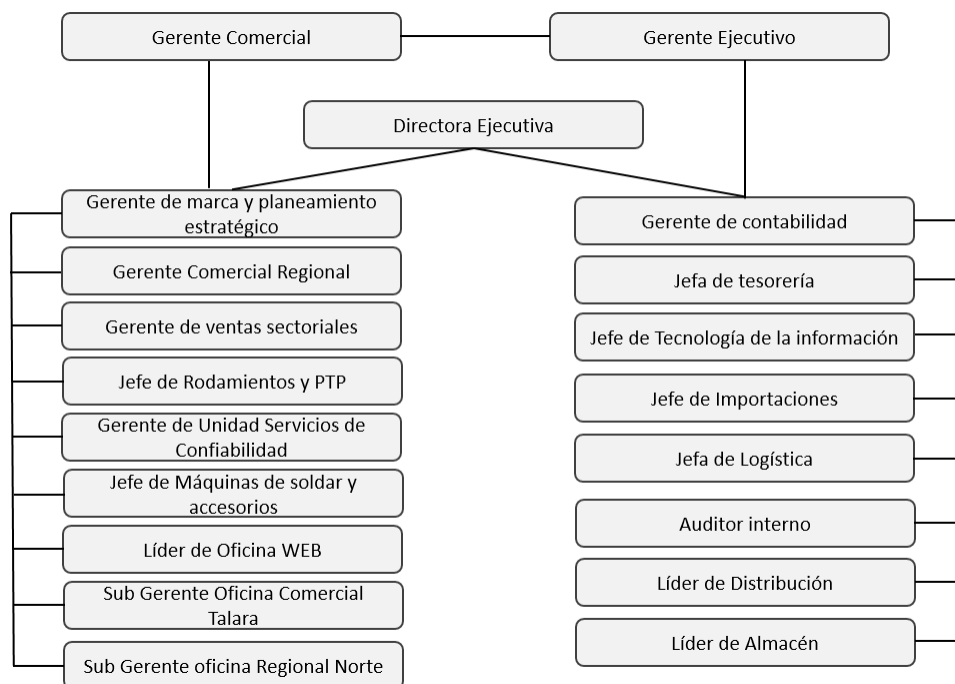 Gerente Comercial
Gerente Ejecutivo
Directora Ejecutiva
Gerente de marca y planeamiento
estratégico
Gerente Comercial Regional
Gerente de ventas sectoriales
Jefe de Rodamientos y PTP
Gerente de Unidad Servicios de
Confiabilidad
Jefe de Máquinas de soldar y
accesorios
Líder de Oficina WEB
Sub Gerente Oficina Comercial
Talara
Sub Gerente oficina Regional Norte
Gerente de contabilidad
Jefa de tesorería
Jefe de Tecnología de la información
Jefe de Importaciones
Jefa de Logística
Auditor interno
Líder de Distribución
Líder de Almacén